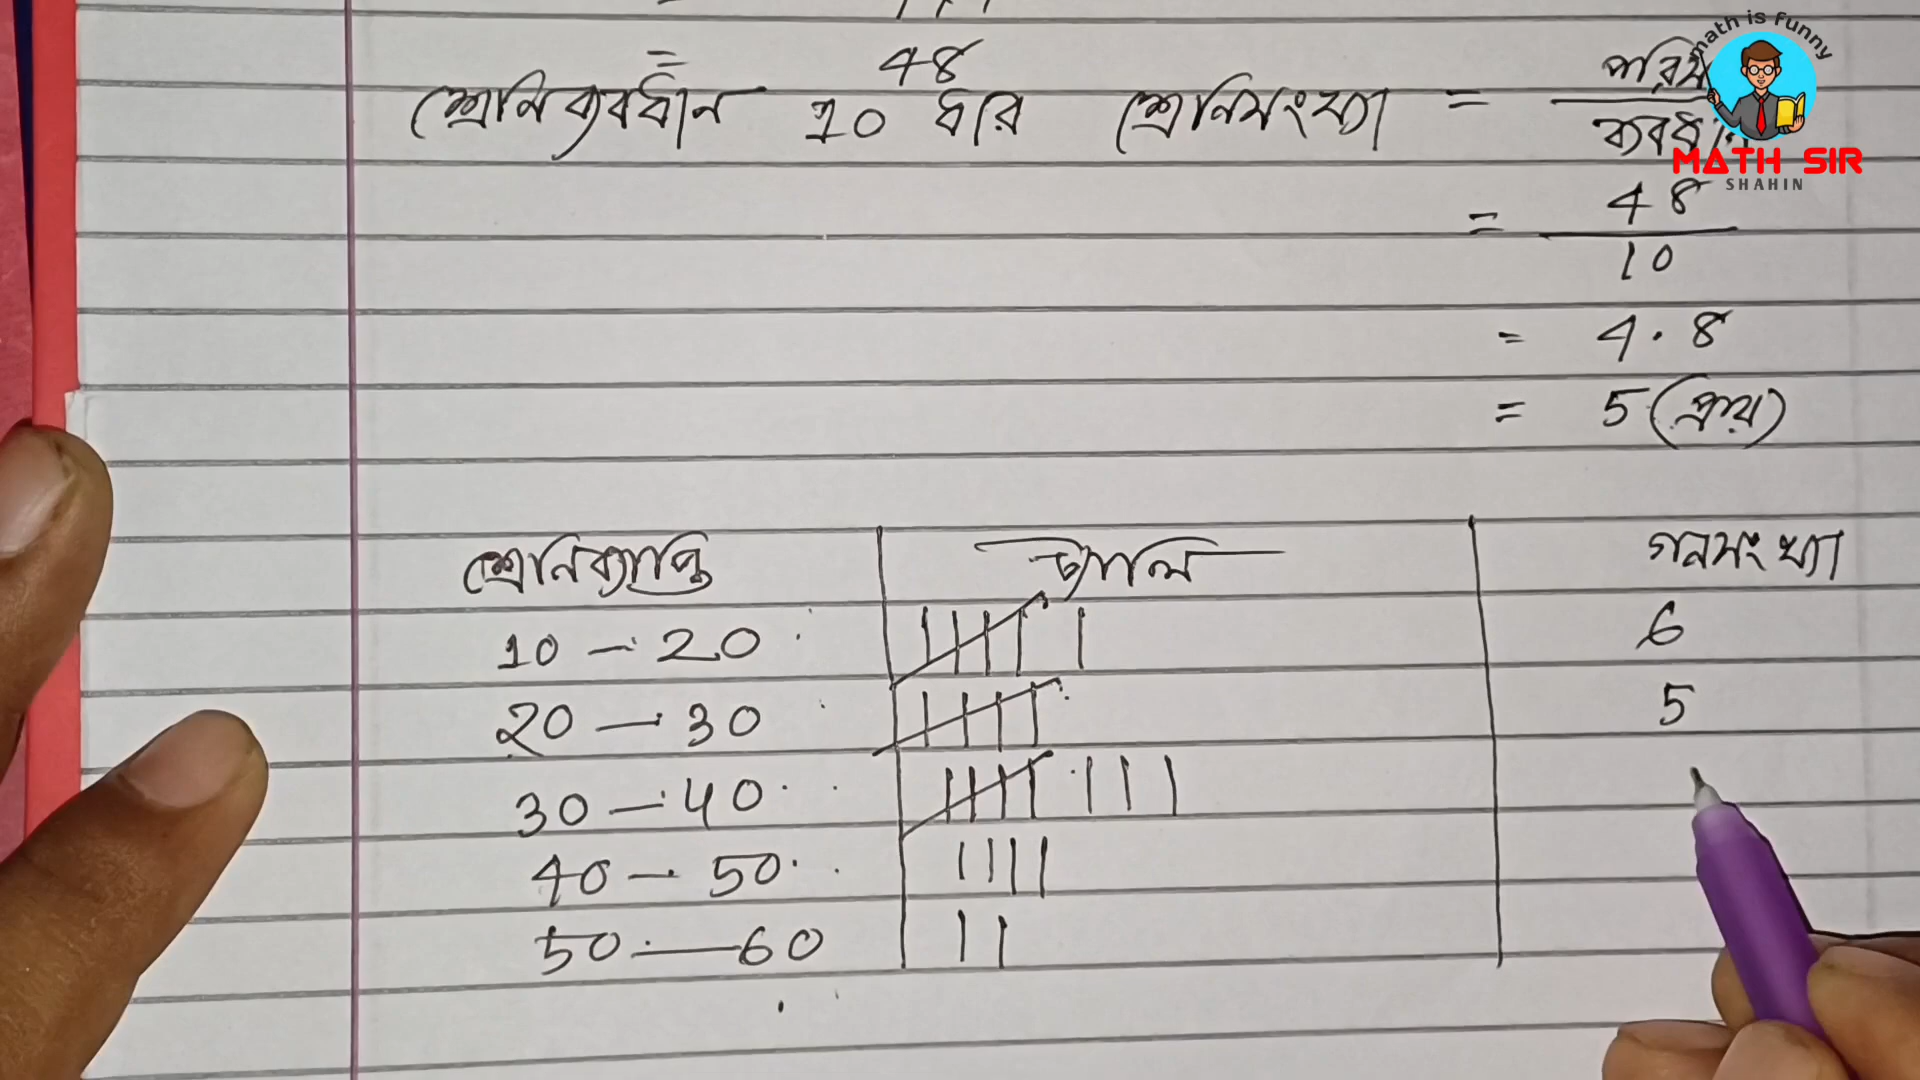 = 48
শ্রেনি ব্যবধান 10 ধরি শ্রেনিসংখ্যা = পরিস / ব্যবধান
= 48 / 10
= 4.8
= 5 (প্রায়)
শ্রেনিব্যাপ্তি ট্যালি গনসংখ্যা
10 — 20 |||| | 6
20 — 30 |||| 5
30 — 40 |||| |||
40 — 50 ||||
50 — 60 ||
math is funny
MATH SIR
SHAHIN